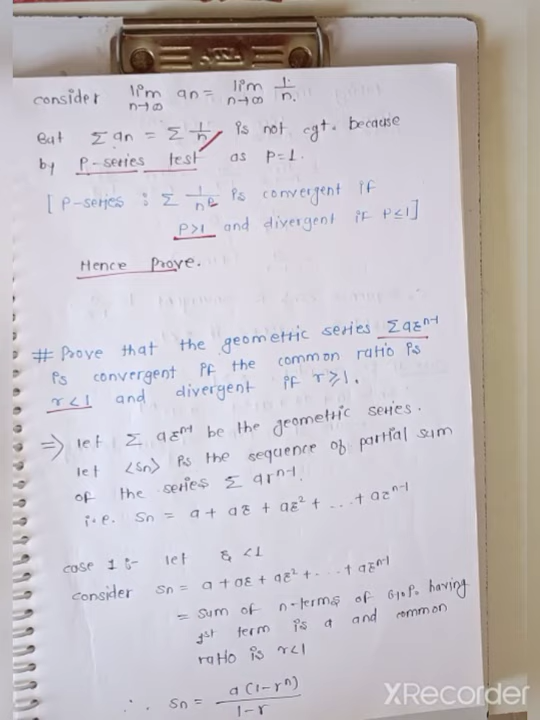 consider lim n→∞ an = lim n→∞ 1/n.
But Σ an = Σ 1/n is not cgt. because
by P-series test as P=1.
[ P-series : Σ 1/n^p is convergent if
P>1 and divergent if P≤1]
Hence Prove.
# Prove that the geometric series Σ ar^n-1
is convergent if the common ratio is
r<1 and divergent if r≥1.
⇒ let Σ ar^n-1 be the geometric series.
let <Sn> is the sequence of partial sum
of the series Σ ar^n-1.
i.e. Sn = a + ar + ar² + ... + ar^n-1
case 1 :- let r <1
consider Sn = a + ar + ar² + ... + ar^n-1
= sum of n-terms of G.P. having
1st term is a and common
ratio is r<1
∴ Sn = a(1-r^n)/1-r
XRecorder